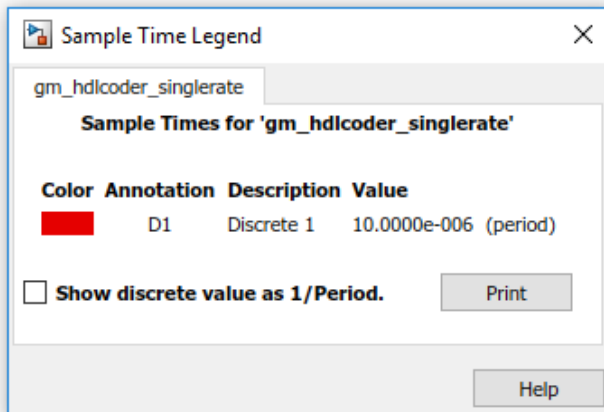 Sample Time Legend
gm_hdlcoder_singlerate
Sample Times for 'gm_hdlcoder_singlerate'
Color Annotation Description Value
D1 Discrete 1 10.0000e-006 (period)
Show discrete value as 1/Period.
Print
Help